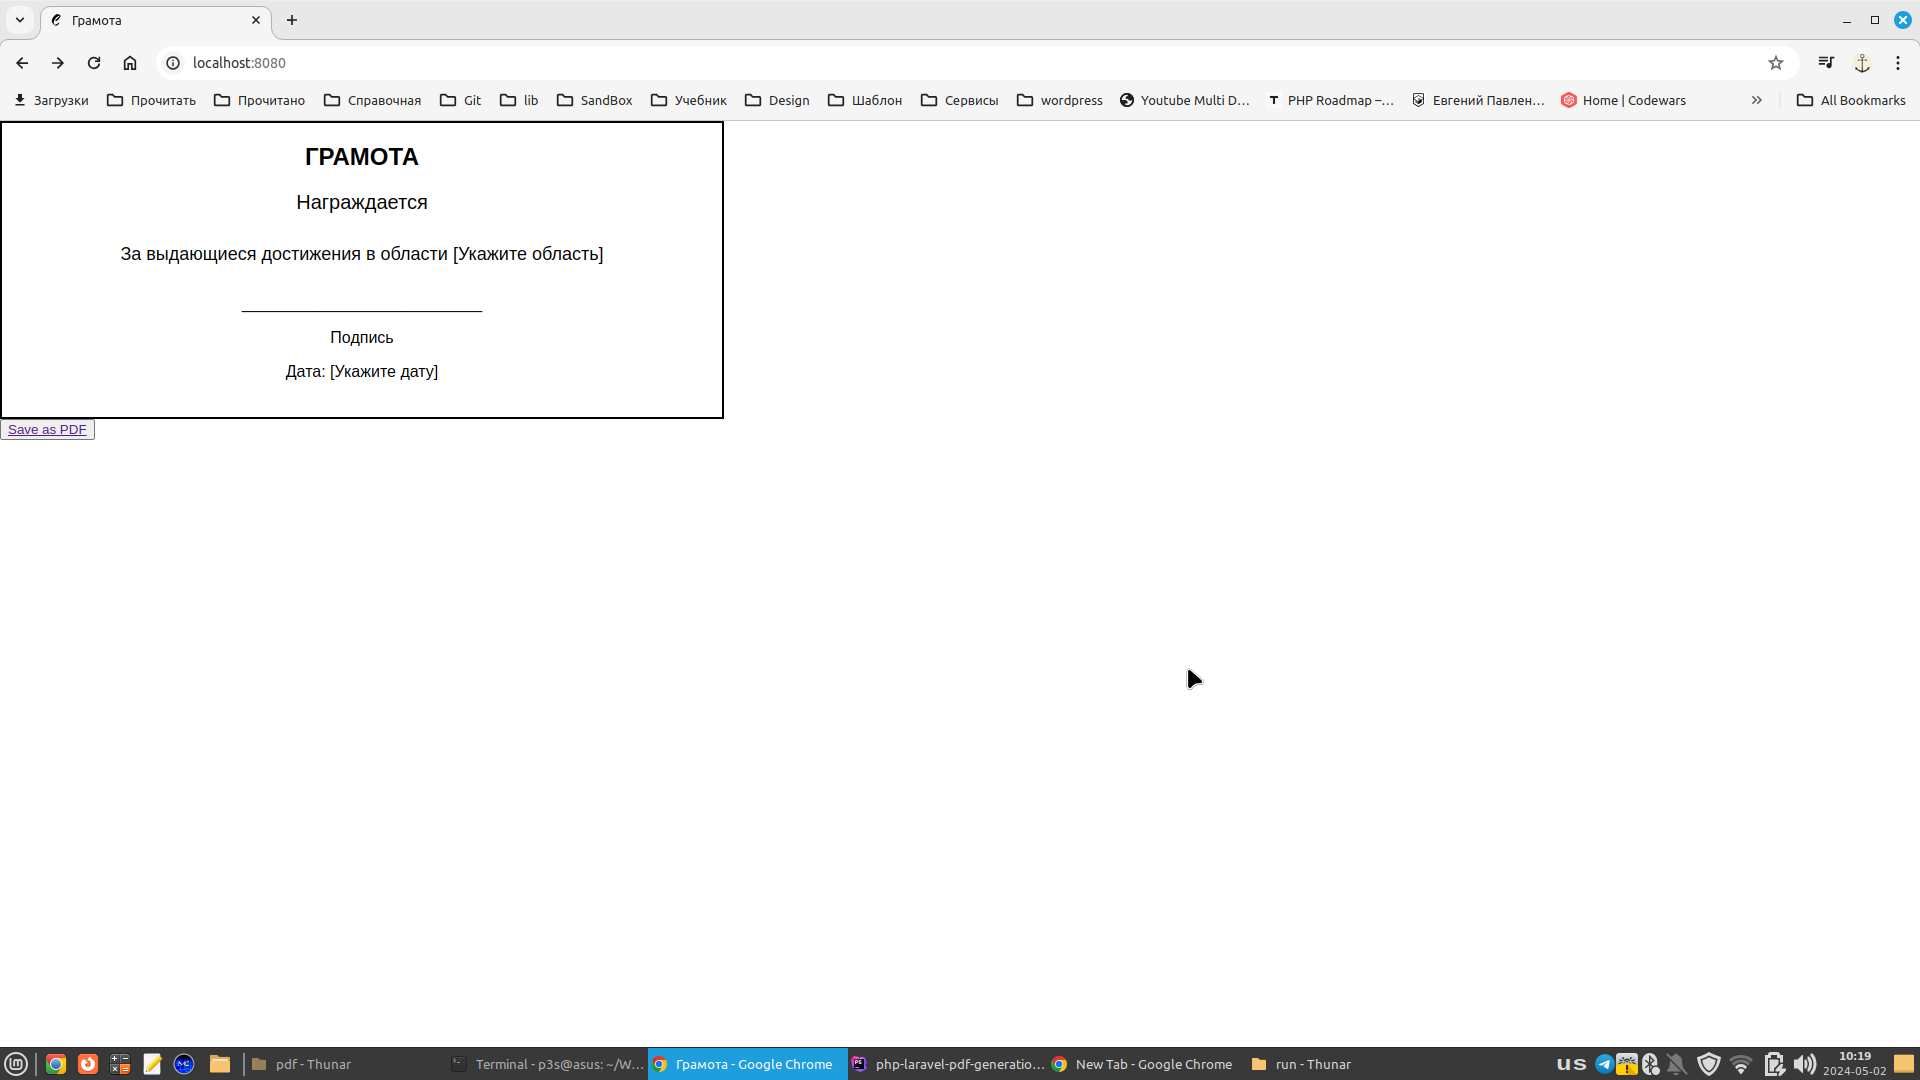 Грамота
localhost:8080
Загрузки Прочитать Прочитано Справочная Git lib SandBox Учебник Design Шаблон Сервисы wordpress Youtube Multi D... PHP Roadmap –... Евгений Павлен... Home | Codewars All Bookmarks
ГРАМОТА
Награждается
За выдающиеся достижения в области [Укажите область]
Подпись
Дата: [Укажите дату]
Save as PDF
pdf - Thunar Terminal - p3s@asus: ~/W... Грамота - Google Chrome php-laravel-pdf-generatio... New Tab - Google Chrome run - Thunar us 10:19
2024-05-02